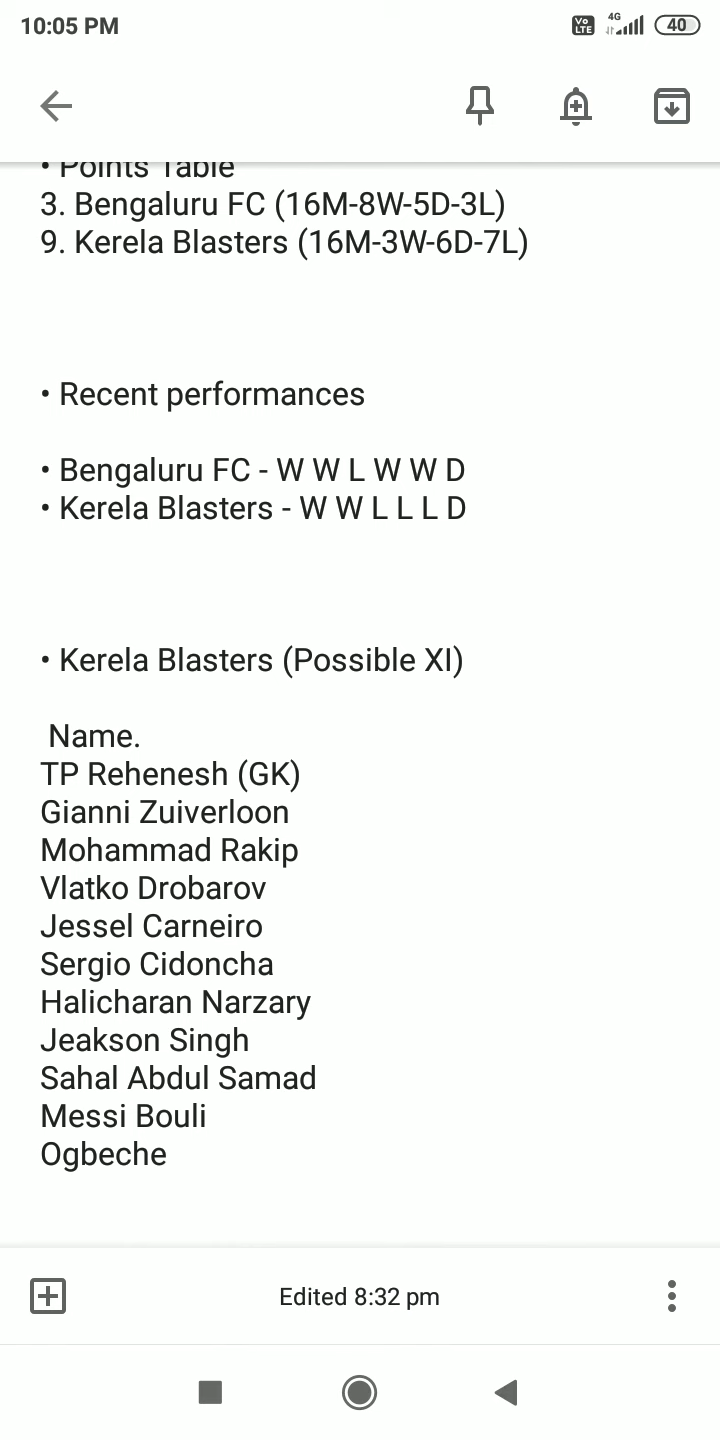 10:05 PM
Vo LTE 4G 40
• Points Table
3. Bengaluru FC (16M-8W-5D-3L)
9. Kerela Blasters (16M-3W-6D-7L)
• Recent performances
• Bengaluru FC - W W L W W D
• Kerela Blasters - W W L L L D
• Kerela Blasters (Possible XI)
Name.
TP Rehenesh (GK)
Gianni Zuiverloon
Mohammad Rakip
Vlatko Drobarov
Jessel Carneiro
Sergio Cidoncha
Halicharan Narzary
Jeakson Singh
Sahal Abdul Samad
Messi Bouli
Ogbeche
Edited 8:32 pm